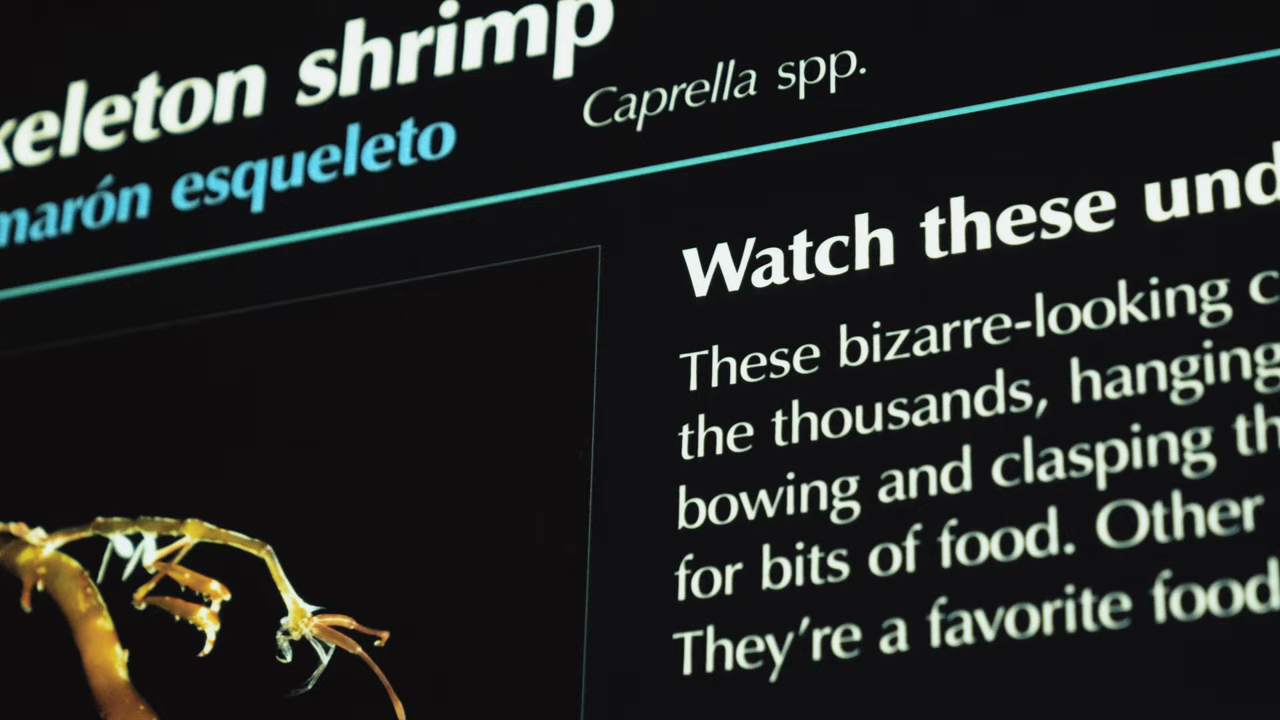 keleton shrimp
marón esqueleto
Caprella spp.
Watch these und
These bizarre-looking c
the thousands, hanging
bowing and clasping th
for bits of food. Other
They're a favorite food